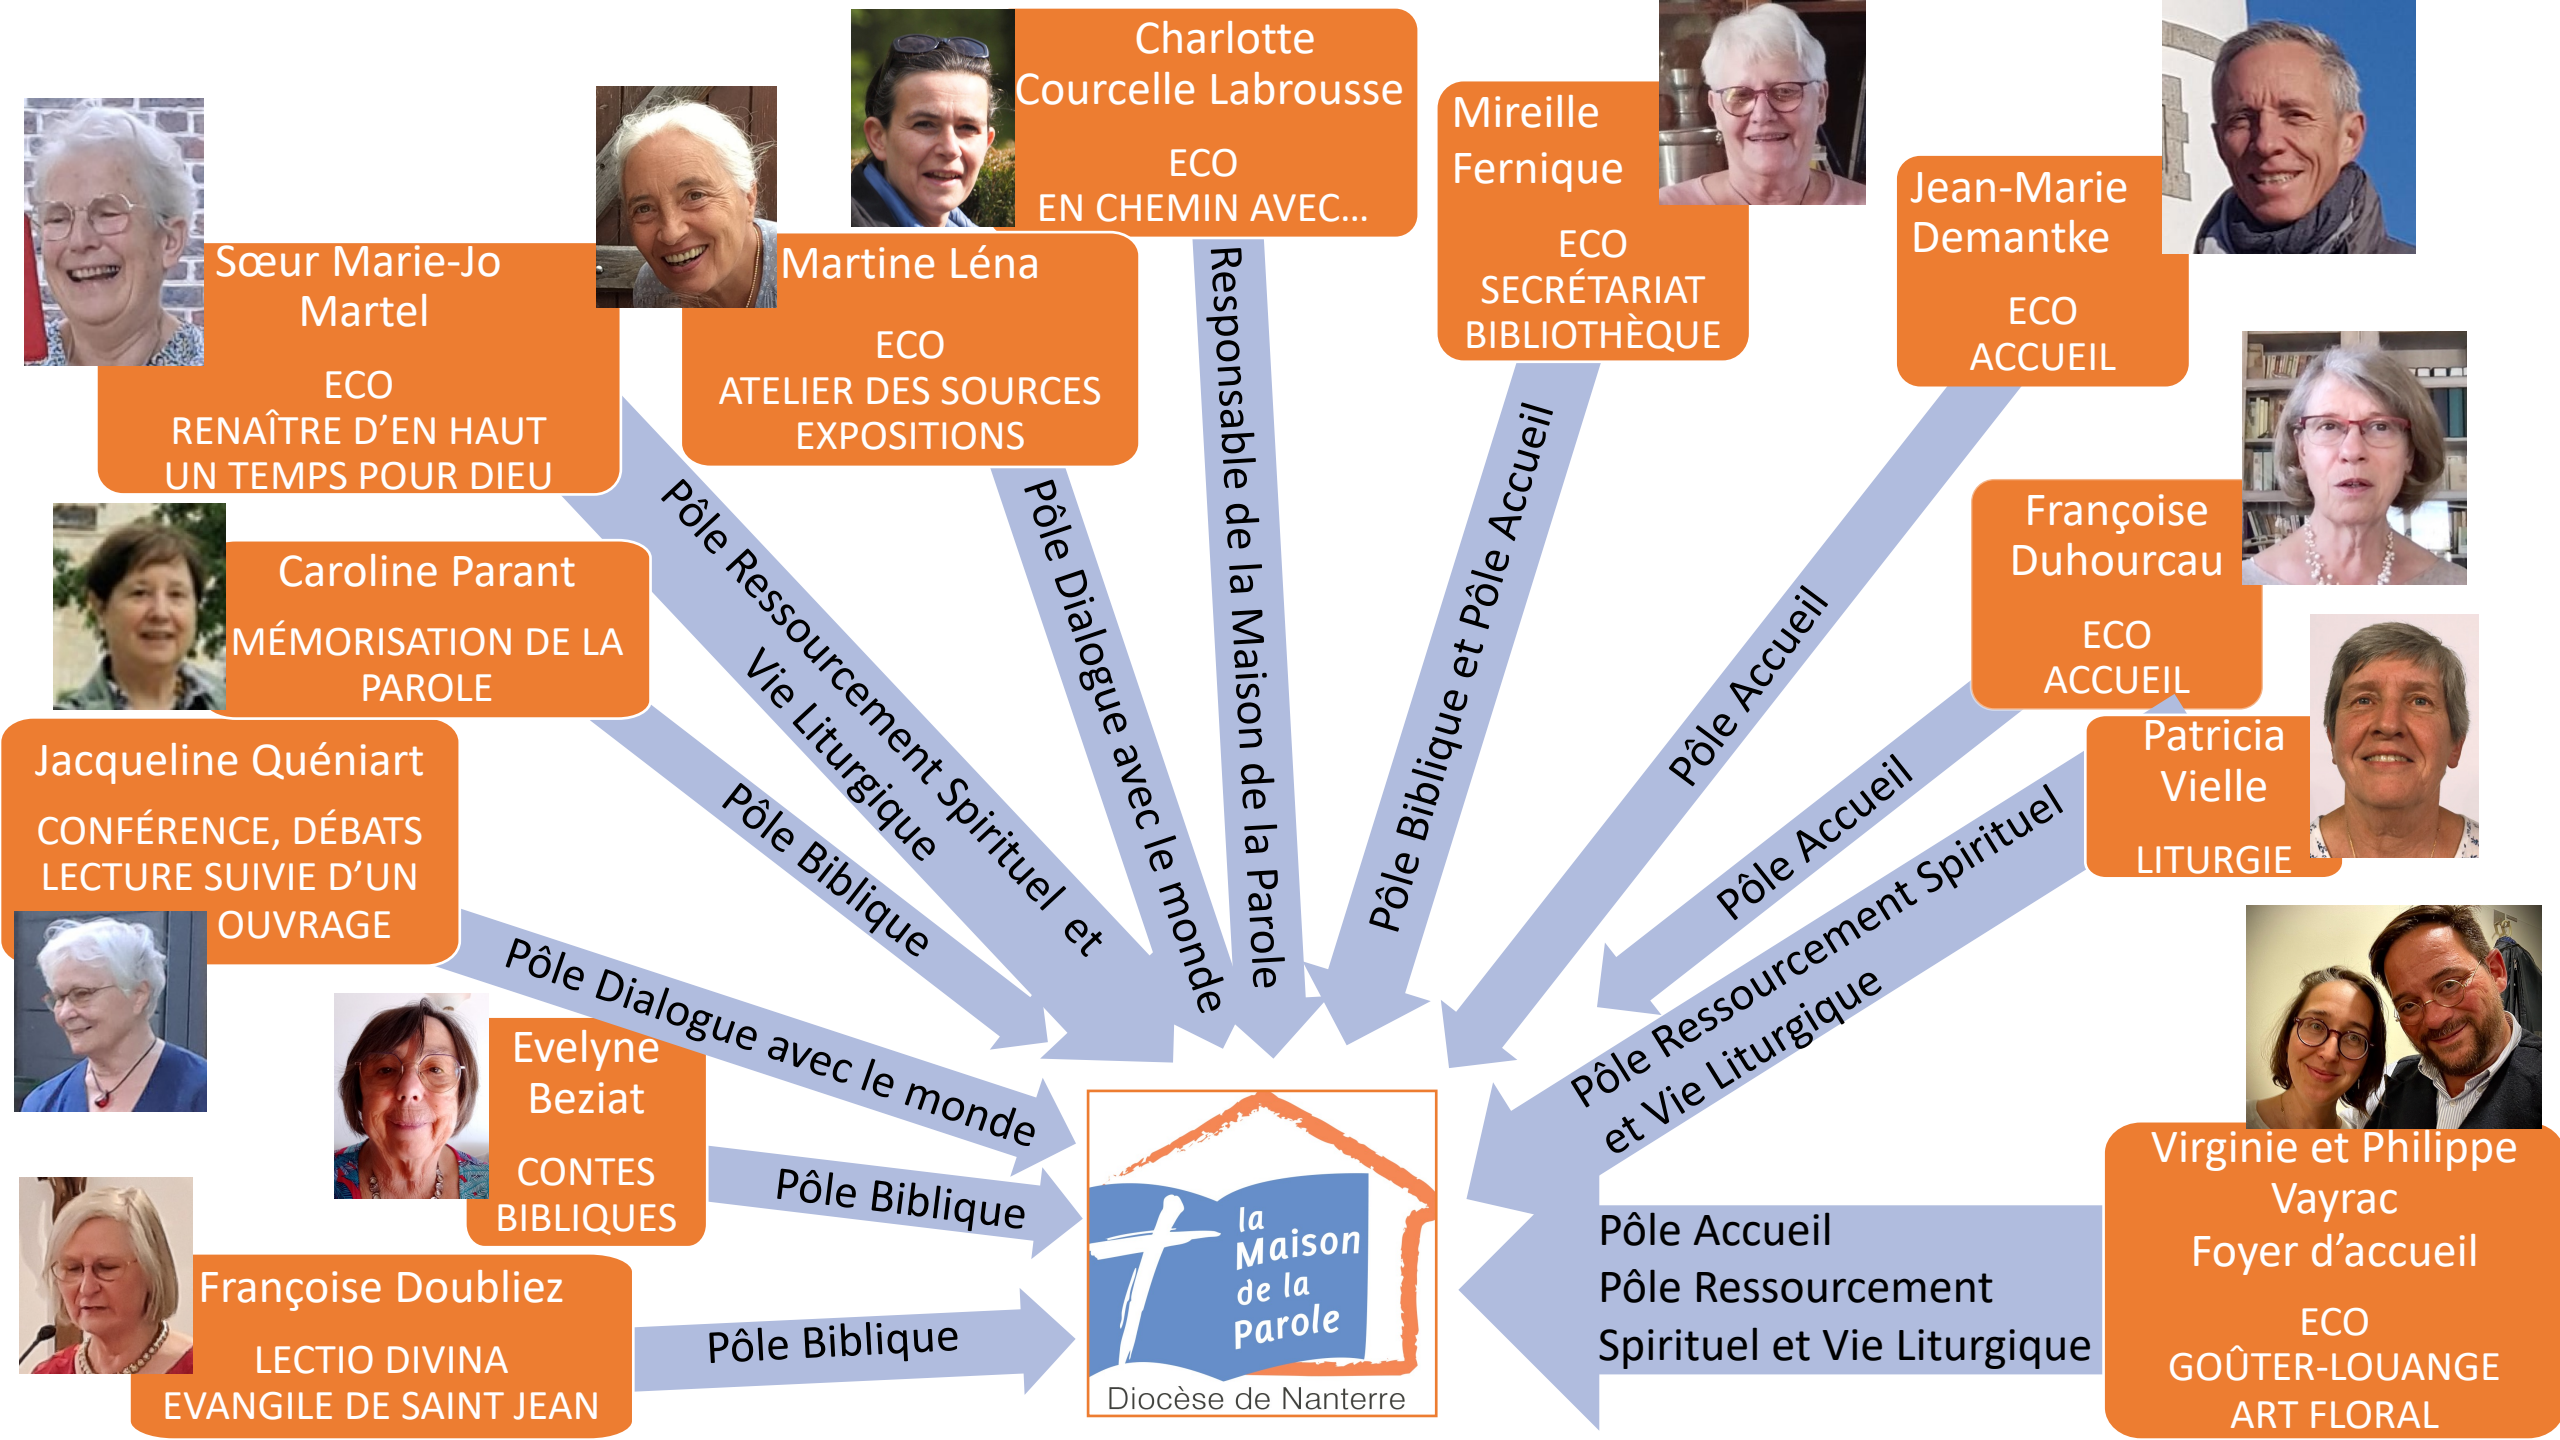 Charlotte
Courcelle Labrousse
ECO
EN CHEMIN AVEC...
Responsable de la Maison de la Parole
Mireille
Fernique
ECO
SECRÉTARIAT
BIBLIOTHÈQUE
Pôle Biblique et Pôle Accueil
Jean-Marie
Demantke
ECO
ACCUEIL
Pôle Accueil
Sœur Marie-Jo
Martel
ECO
RENAÎTRE D’EN HAUT
UN TEMPS POUR DIEU
Pôle Ressourcement Spirituel et
Vie Liturgique
Martine Léna
ECO
ATELIER DES SOURCES
EXPOSITIONS
Pôle Dialogue avec le monde
Françoise
Duhourcau
ECO
ACCUEIL
Pôle Accueil
Caroline Parant
MÉMORISATION DE LA
PAROLE
Pôle Biblique
Patricia
Vielle
LITURGIE
Pôle Ressourcement Spirituel
et Vie Liturgique
Jacqueline Quéniart
CONFÉRENCE, DÉBATS
LECTURE SUIVIE D’UN
OUVRAGE
Pôle Dialogue avec le monde
Evelyne
Beziat
CONTES
BIBLIQUES
Pôle Biblique
Virginie et Philippe
Vayrac
Foyer d’accueil
ECO
GOÛTER-LOUANGE
ART FLORAL
Pôle Accueil
Pôle Ressourcement
Spirituel et Vie Liturgique
Françoise Doubliez
LECTIO DIVINA
EVANGILE DE SAINT JEAN
Pôle Biblique
la
Maison
de la
Parole
Diocèse de Nanterre